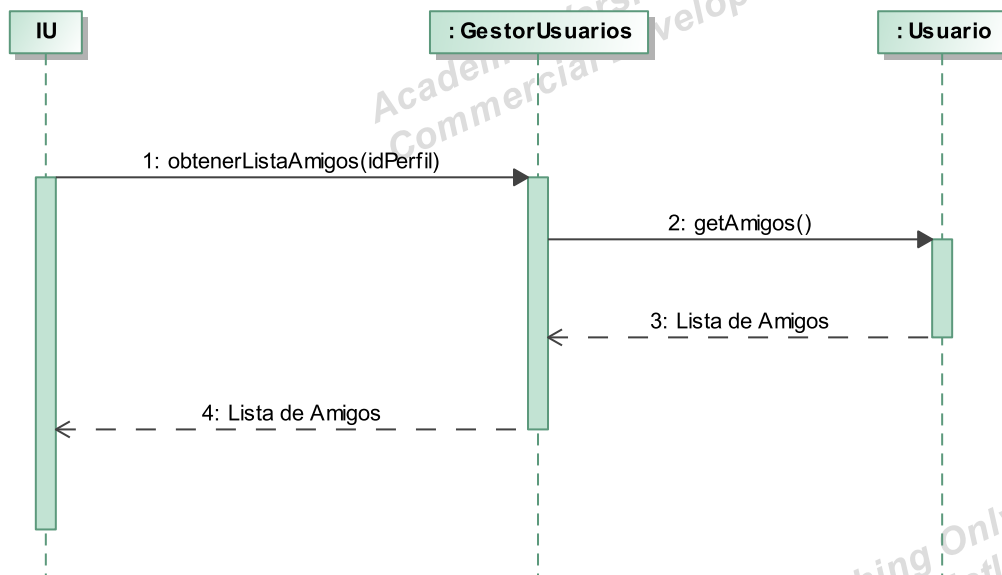 IU
: GestorUsuarios
: Usuario
1: obtenerListaAmigos(idPerfil)
2: getAmigos()
3: Lista de Amigos
4: Lista de Amigos